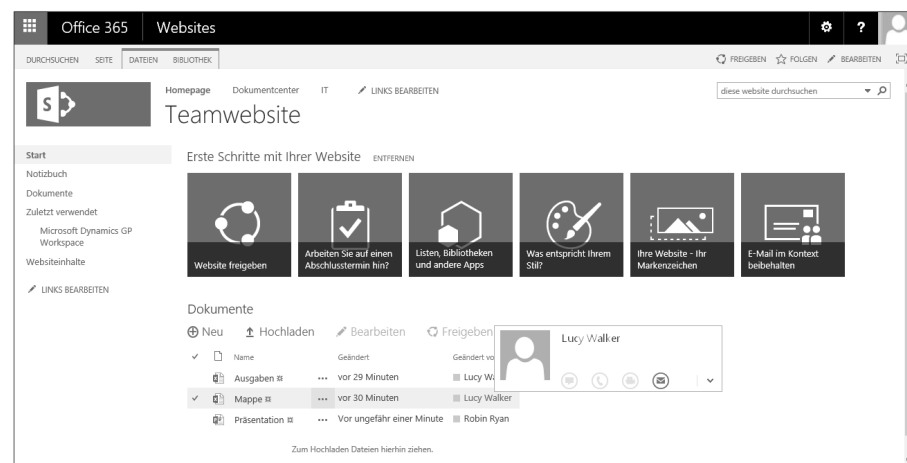 Office 365 Websites ?
DURCHSUCHEN SEITE DATEIEN BIBLIOTHEK FREIGEBEN FOLGEN BEARBEITEN
S
Homepage Dokumentcenter IT LINKS BEARBEITEN
diese website durchsuchen
Teamwebsite
Start
Notizbuch
Dokumente
Zuletzt verwendet
Microsoft Dynamics GP
Workspace
Websiteinhalte
LINKS BEARBEITEN
Erste Schritte mit Ihrer Website ENTFERNEN
Website freigeben
Arbeiten Sie auf einen
Abschlusstermin hin?
Listen, Bibliotheken
und andere Apps
Was entspricht Ihrem
Stil?
Ihre Website - Ihr
Markenzeichen
E-Mail im Kontext
beibehalten
Dokumente
Neu Hochladen Bearbeiten Freigeben
Lucy Walker
Name Geändert Geändert vo
Ausgaben ¤ ... vor 29 Minuten Lucy Wa
Mappe ¤ ... vor 30 Minuten Lucy Walker
Präsentation ¤ ... Vor ungefähr einer Minute Robin Ryan
Zum Hochladen Dateien hierhin ziehen.